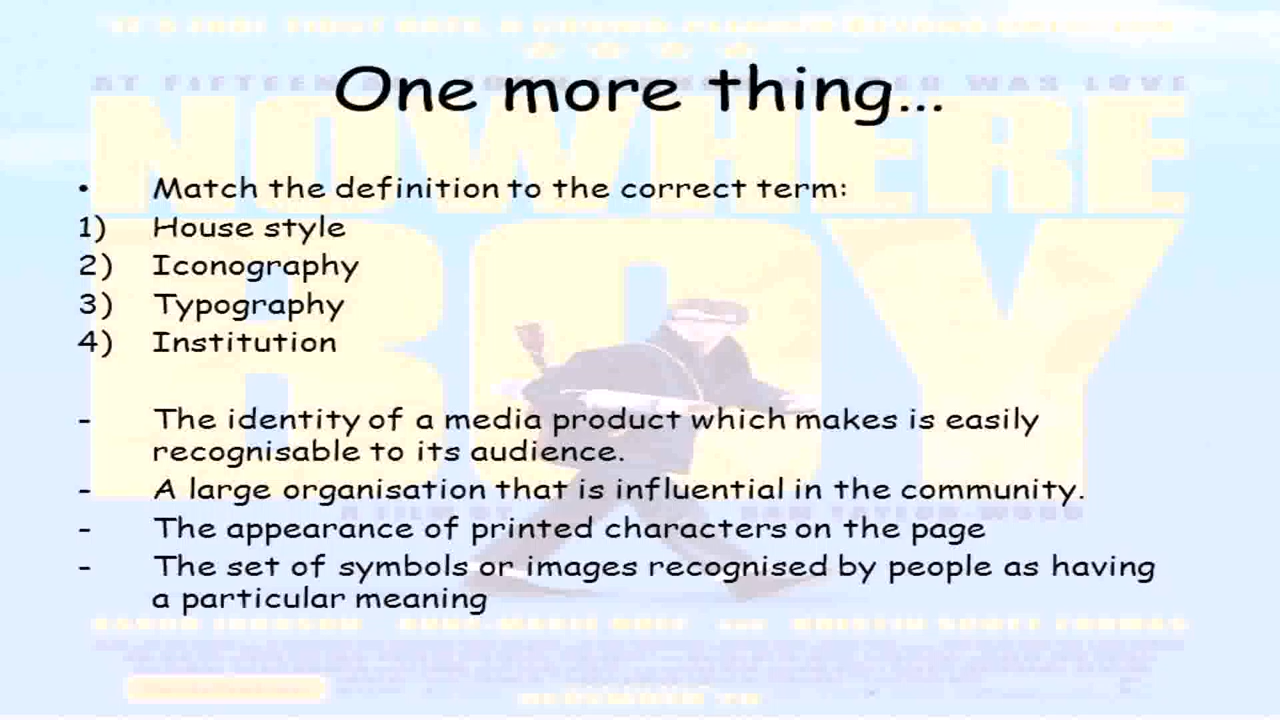 One more thing...
NOWHERE
BOY
• Match the definition to the correct term:
1) House style
2) Iconography
3) Typography
4) Institution
- The identity of a media product which makes is easily
recognisable to its audience.
- A large organisation that is influential in the community.
- The appearance of printed characters on the page
- The set of symbols or images recognised by people as having
a particular meaning